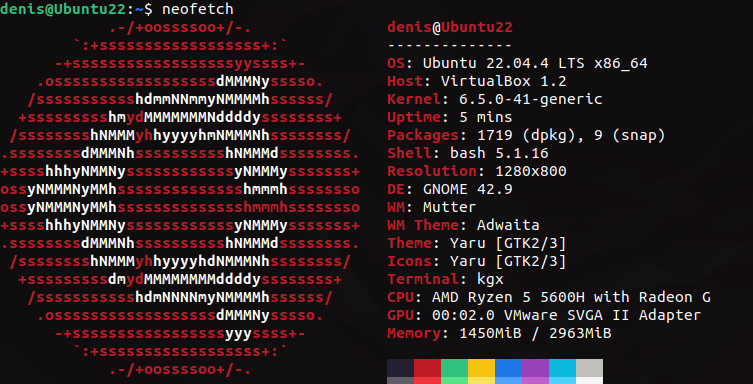 denis@Ubuntu22:~$ neofetch
            .-/+oossssoo+/-.               denis@Ubuntu22
        `:+ssssssssssssssssss+:`           --------------
      -+ssssssssssssssssssyyssss+-         OS: Ubuntu 22.04.4 LTS x86_64
    .ossssssssssssssssssdMMMNysssso.       Host: VirtualBox 1.2
   /ssssssssssshdmmNNmmyNMMMMhssssss/      Kernel: 6.5.0-41-generic
  +ssssssssshmydMMMMMMMNddddyssssssss+     Uptime: 5 mins
 /sssssssshNMMMyhhyyyyhmNMMMNhssssssss/    Packages: 1719 (dpkg), 9 (snap)
.ssssssssdMMMNhsssssssssshNMMMdssssssss.   Shell: bash 5.1.16
+sssshhhyNMMNyssssssssssssyNMMMysssssss+   Resolution: 1280x800
ossyNMMMNyMMhsssssssssssssshmmmhssssssso   DE: GNOME 42.9
ossyNMMMNyMMhsssssssssssssshmmmhssssssso   WM: Mutter
+sssshhhyNMMNyssssssssssssyNMMMysssssss+   WM Theme: Adwaita
.ssssssssdMMMNhsssssssssshNMMMdssssssss.   Theme: Yaru [GTK2/3]
 /sssssssshNMMMyhhyyyyhdNMMMNhssssssss/    Icons: Yaru [GTK2/3]
  +sssssssssdmydMMMMMMMMddddyssssssss+     Terminal: kgx
   /ssssssssssshdmNNNNmyNMMMMhssssss/      CPU: AMD Ryzen 5 5600H with Radeon G
    .ossssssssssssssssssdMMMNysssso.       GPU: 00:02.0 VMware SVGA II Adapter
      -+sssssssssssssssssyyyssss+-         Memory: 1450MiB / 2963MiB
        `:+ssssssssssssssssss+:`
            .-/+oossssoo+/-.